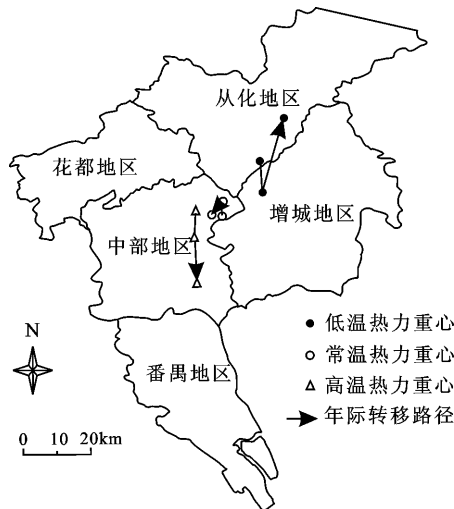 从化地区
花都地区
增城地区
中部地区
番禺地区
N
0 10 20km
低温热力重心
常温热力重心
高温热力重心
年际转移路径